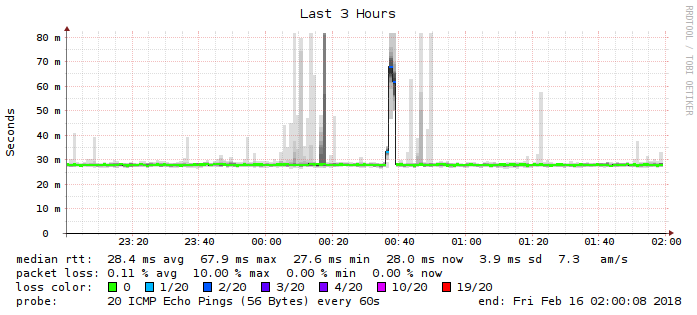 Last 3 Hours
RRDTOOL / TOBI OETIKER
Seconds
80 m
70 m
60 m
50 m
40 m
30 m
20 m
10 m
0
23:20 23:40 00:00 00:20 00:40 01:00 01:20 01:40 02:00
median rtt: 28.4 ms avg 67.9 ms max 27.6 ms min 28.0 ms now 3.9 ms sd 7.3 am/s
packet loss: 0.11 % avg 10.00 % max 0.00 % min 0.00 % now
loss color: 0 1/20 2/20 3/20 4/20 10/20 19/20
probe: 20 ICMP Echo Pings (56 Bytes) every 60s end: Fri Feb 16 02:00:08 2018